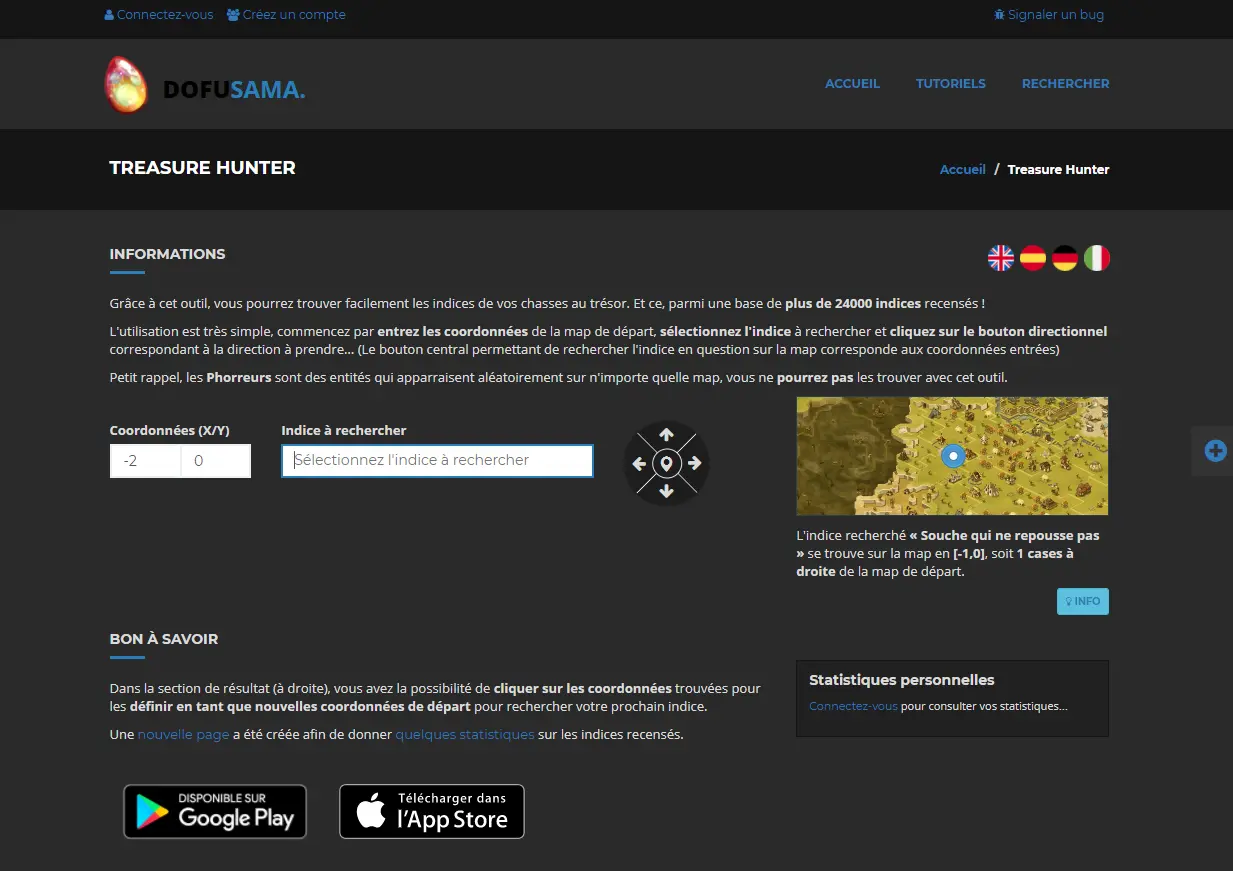 Connectez-vous Créez un compte Signaler un bug
DOFUSAMA. ACCUEIL TUTORIELS RECHERCHER
TREASURE HUNTER Accueil / Treasure Hunter
INFORMATIONS
Grâce à cet outil, vous pourrez trouver facilement les indices de vos chasses au trésor. Et ce, parmi une base de plus de 24000 indices recensés !
L'utilisation est très simple, commencez par entrez les coordonnées de la map de départ, sélectionnez l'indice à rechercher et cliquez sur le bouton directionnel
correspondant à la direction à prendre... (Le bouton central permettant de rechercher l'indice en question sur la map corresponde aux coordonnées entrées)
Petit rappel, les Phorreurs sont des entités qui apparraisent aléatoirement sur n'importe quelle map, vous ne pourrez pas les trouver avec cet outil.
Coordonnées (X/Y) Indice à rechercher
-2 0 Sélectionnez l'indice à rechercher
L'indice recherché « Souche qui ne repousse pas
» se trouve sur la map en [-1,0], soit 1 cases à
droite de la map de départ.
INFO
BON À SAVOIR
Dans la section de résultat (à droite), vous avez la possibilité de cliquer sur les coordonnées trouvées pour
les définir en tant que nouvelles coordonnées de départ pour rechercher votre prochain indice.
Une nouvelle page a été créée afin de donner quelques statistiques sur les indices recensés.
Statistiques personnelles
Connectez-vous pour consulter vos statistiques...
DISPONIBLE SUR
Google Play
Télécharger dans
l'App Store